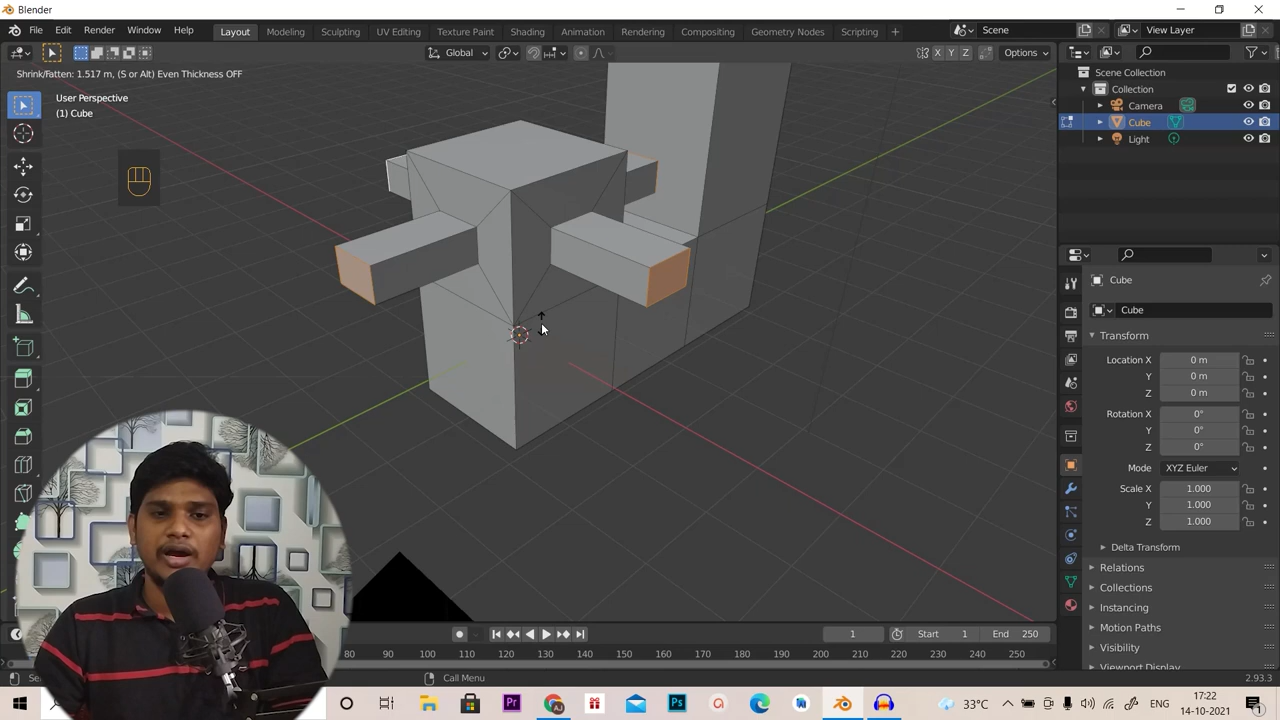 Blender
File Edit Render Window Help
Layout Modeling Sculpting UV Editing Texture Paint Shading Animation Rendering Compositing Geometry Nodes Scripting +
Scene
View Layer
Global
X Y Z
Options
Shrink/Fatten: 1.517 m, (S or Alt) Even Thickness OFF
User Perspective
(1) Cube
Scene Collection
Collection
Camera
Cube
Light
Cube
Cube
Transform
Location X 0 m
Y 0 m
Z 0 m
Rotation X 0°
Y 0°
Z 0°
Mode XYZ Euler
Scale X 1.000
Y 1.000
Z 1.000
Delta Transform
Relations
Collections
Instancing
Motion Paths
Visibility
Viewport Display
1 Start 1 End 250
80 90 100 110 120 130 140 150 160 170 180 190 200 210 220 230 240 250
Call Menu
2.93.3
Pr
Ps
33°C
ENG
17:22
14-10-2021
1